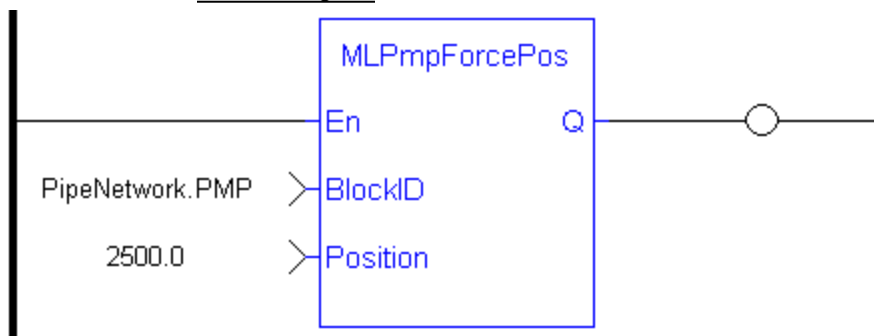 MLPmpForcePos
En Q
PipeNetwork.PMP BlockID
2500.0 Position